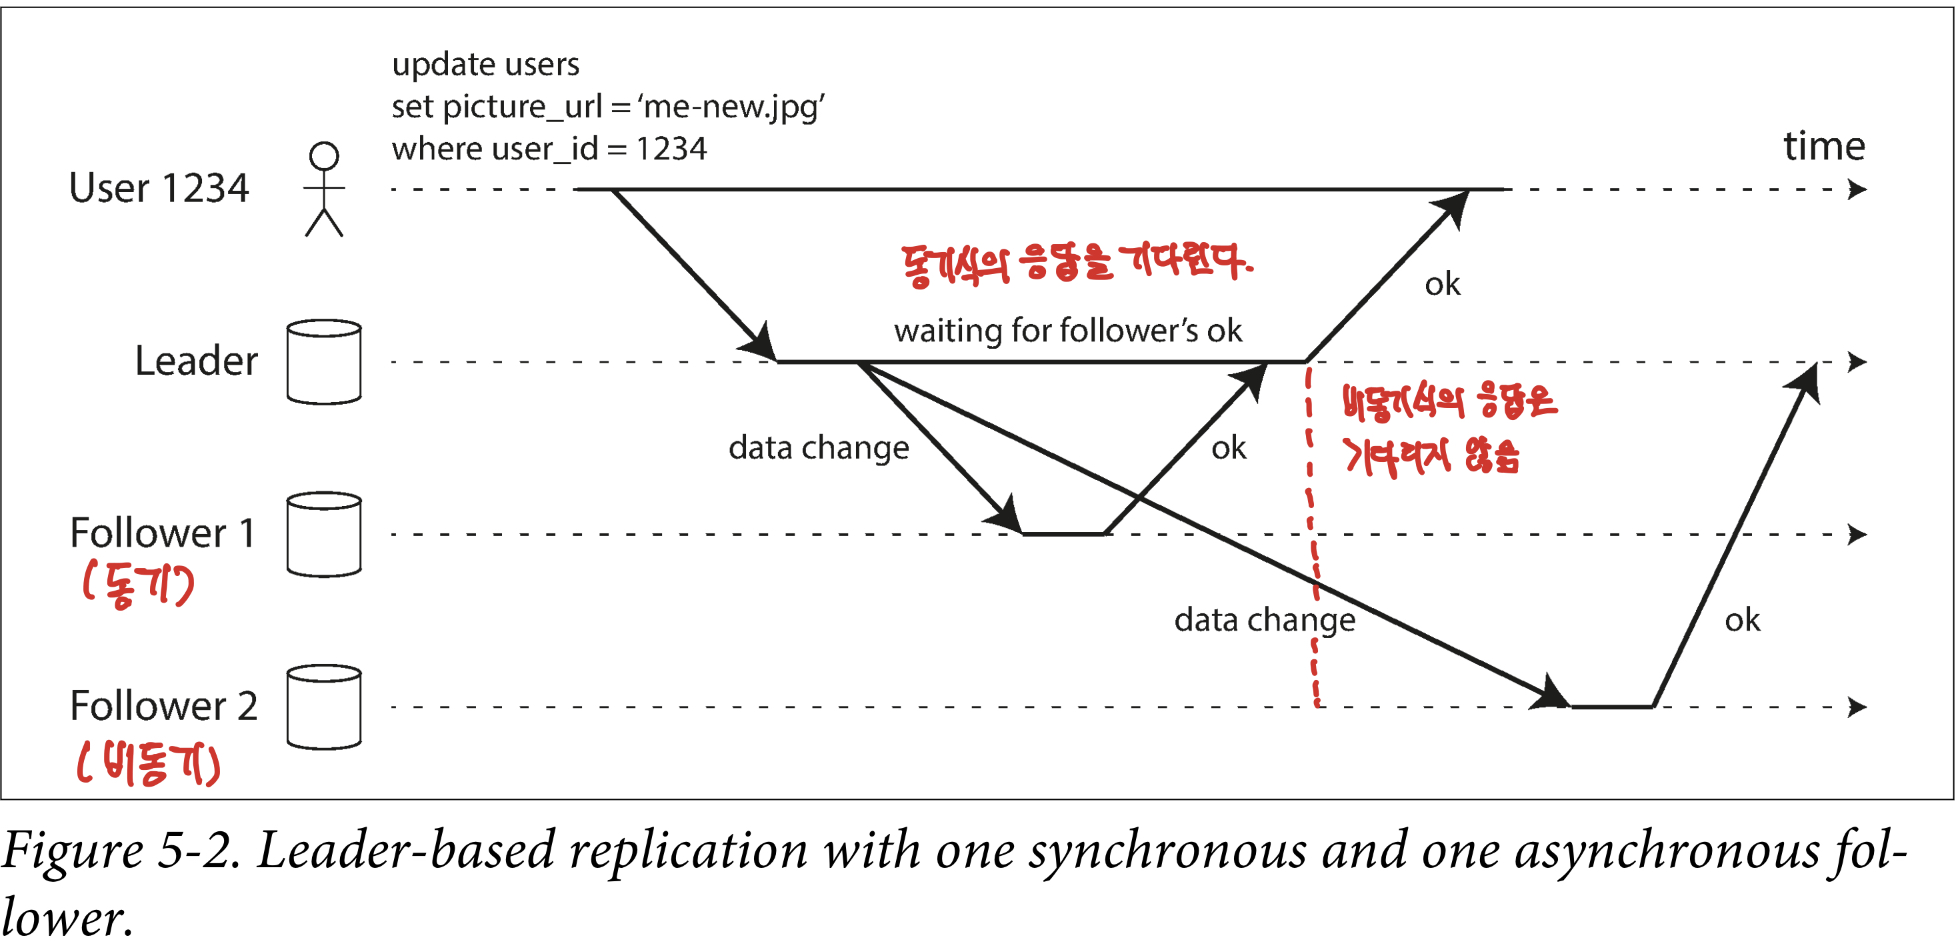 update users
set picture_url = ‘me-new.jpg’
where user_id = 1234
time
User 1234
동기식의 응답을 기다린다.
ok
waiting for follower’s ok
Leader
비동기식의 응답은
기다리지 않음
data change
ok
Follower 1
(동기)
data change
ok
Follower 2
(비동기)
Figure 5-2. Leader-based replication with one synchronous and one asynchronous fol-
lower.